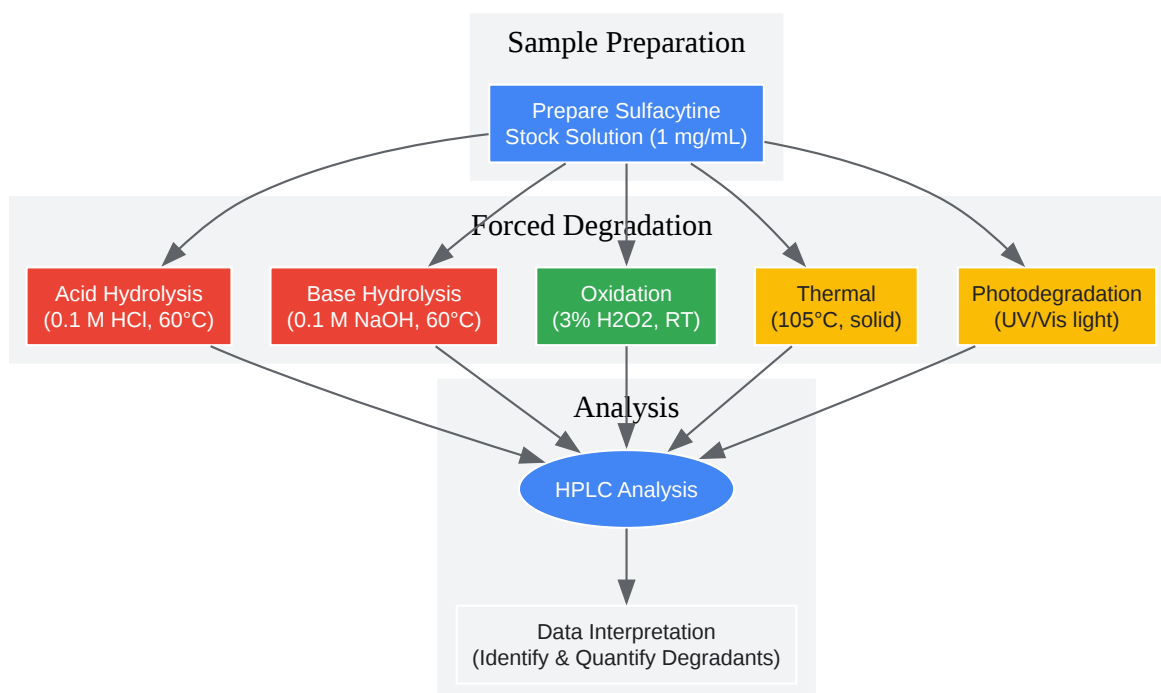 Sample Preparation
Prepare Sulfacytine
Stock Solution (1 mg/mL)
Forced Degradation
Acid Hydrolysis
(0.1 M HCl, 60°C)
Base Hydrolysis
(0.1 M NaOH, 60°C)
Oxidation
(3% H2O2, RT)
Thermal
(105°C, solid)
Photodegradation
(UV/Vis light)
Analysis
HPLC Analysis
Data Interpretation
(Identify & Quantify Degradants)